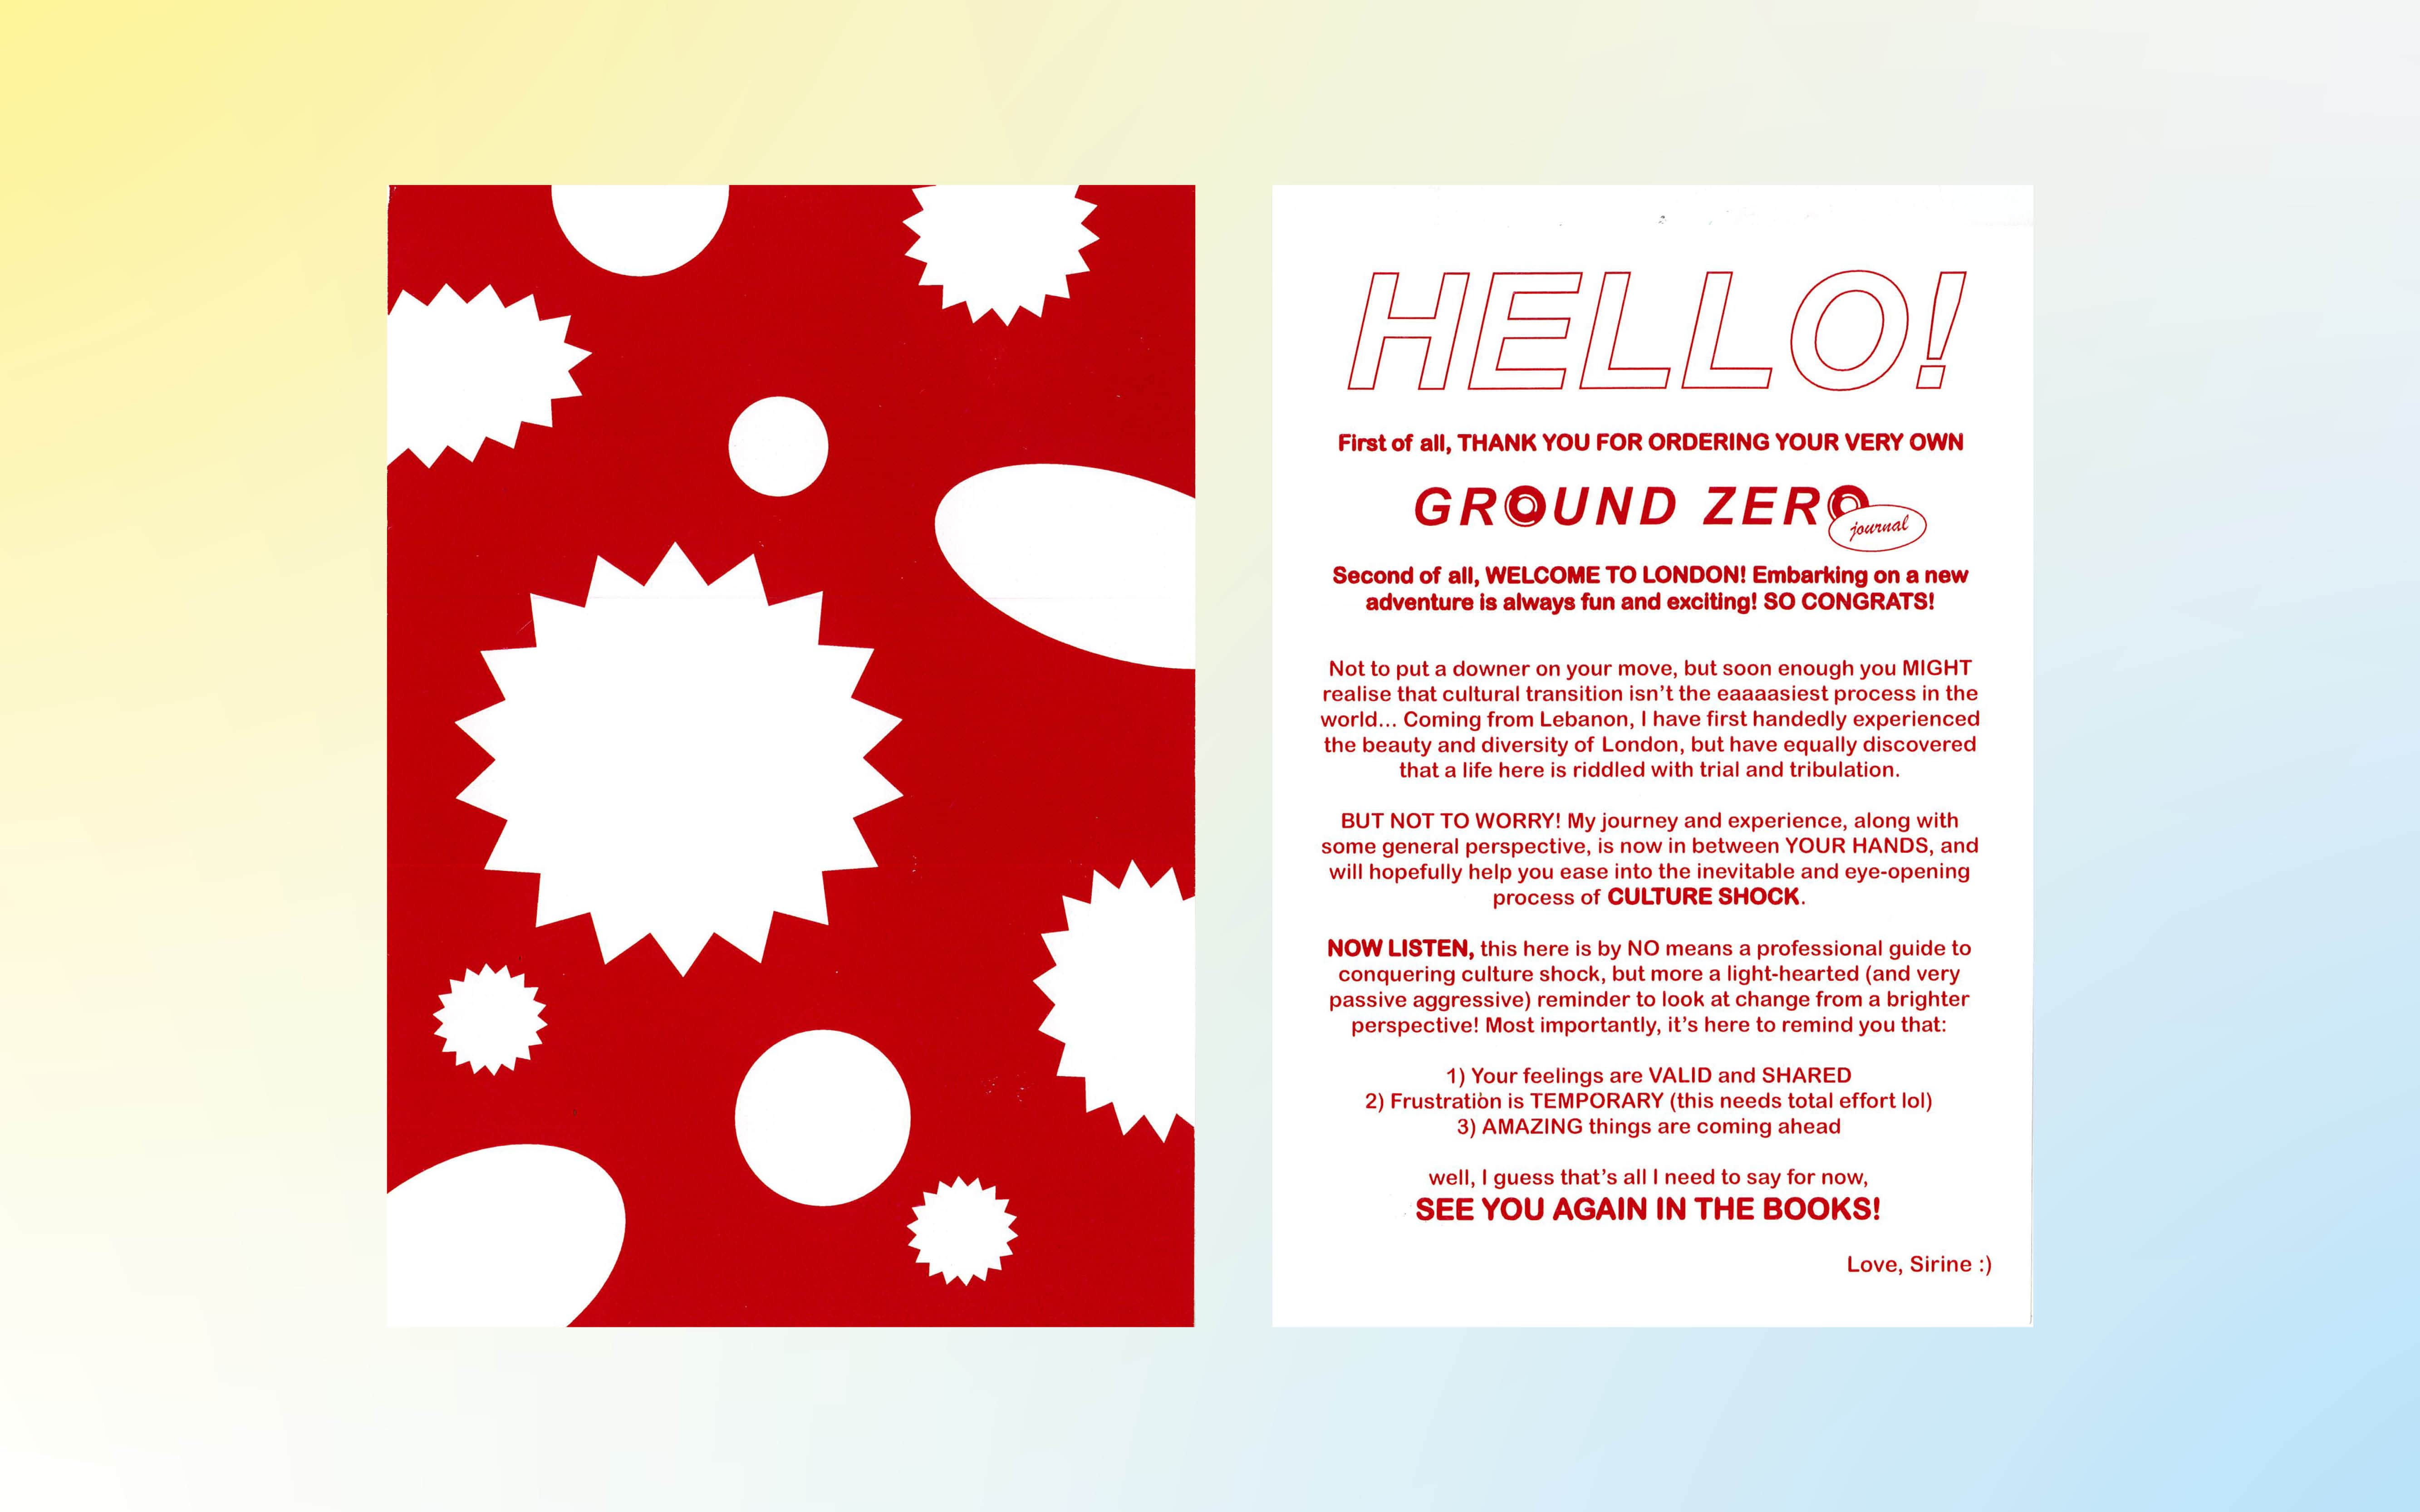 HELLO!
First of all, THANK YOU FOR ORDERING YOUR VERY OWN
GROUND ZERO
journal
Second of all, WELCOME TO LONDON! Embarking on a new
adventure is always fun and exciting! SO CONGRATS!
Not to put a downer on your move, but soon enough you MIGHT
realise that cultural transition isn't the eaaaasiest process in the
world... Coming from Lebanon, I have first handedly experienced
the beauty and diversity of London, but have equally discovered
that a life here is riddled with trial and tribulation.
BUT NOT TO WORRY! My journey and experience, along with
some general perspective, is now in between YOUR HANDS, and
will hopefully help you ease into the inevitable and eye-opening
process of CULTURE SHOCK.
NOW LISTEN, this here is by NO means a professional guide to
conquering culture shock, but more a light-hearted (and very
passive aggressive) reminder to look at change from a brighter
perspective! Most importantly, it's here to remind you that:
1) Your feelings are VALID and SHARED
2) Frustration is TEMPORARY (this needs total effort lol)
3) AMAZING things are coming ahead
well, I guess that's all I need to say for now,
SEE YOU AGAIN IN THE BOOKS!
Love, Sirine :)